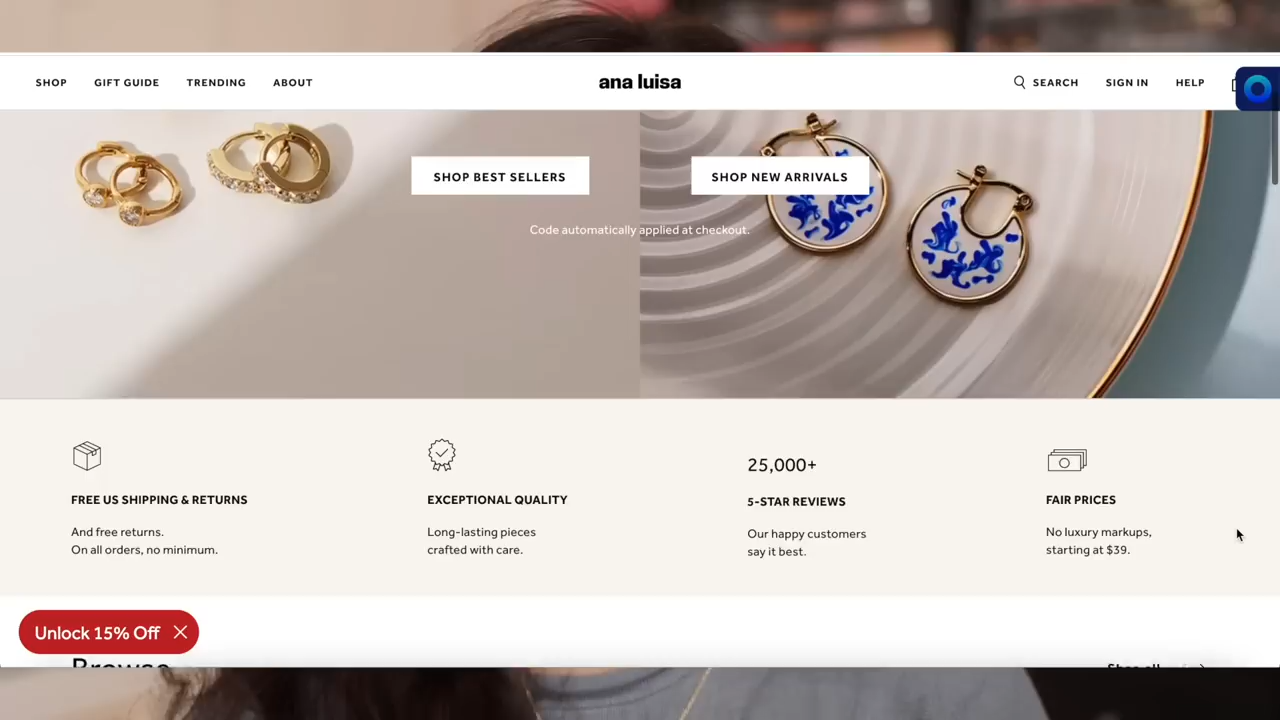 SHOP GIFT GUIDE TRENDING ABOUT ana luisa SEARCH SIGN IN HELP
SHOP BEST SELLERS SHOP NEW ARRIVALS
Code automatically applied at checkout.
25,000+
FREE US SHIPPING & RETURNS
And free returns.
On all orders, no minimum.
EXCEPTIONAL QUALITY
Long-lasting pieces
crafted with care.
5-STAR REVIEWS
Our happy customers
say it best.
FAIR PRICES
No luxury markups,
starting at $39.
Unlock 15% Off
Browse Shop all